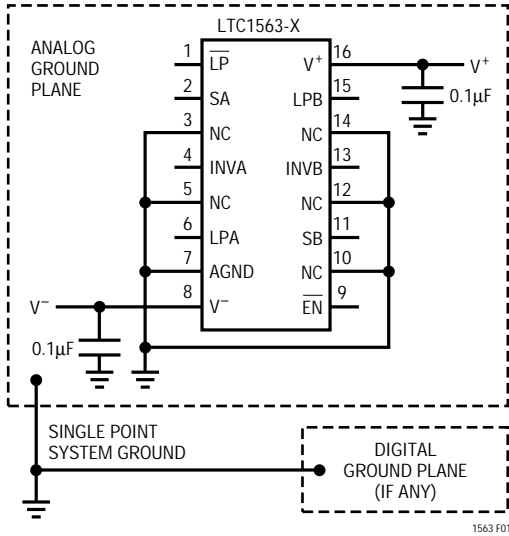 LTC1563-X
ANALOG
GROUND
PLANE
1
L̅P̅
2
SA
3
NC
4
INVA
5
NC
6
LPA
7
AGND
8
V⁻
16
V⁺
15
LPB
14
NC
13
INVB
12
NC
11
SB
10
NC
9
E̅N̅
V⁺
0.1µF
V⁻
0.1µF
SINGLE POINT
SYSTEM GROUND
DIGITAL
GROUND PLANE
(IF ANY)
1563 F01